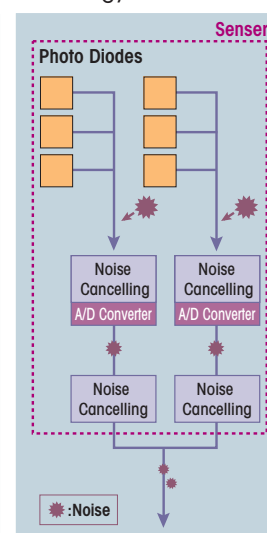 Senser
Photo Diodes
Noise
Cancelling
A/D Converter
Noise
Cancelling
A/D Converter
Noise
Cancelling
Noise
Cancelling
:Noise